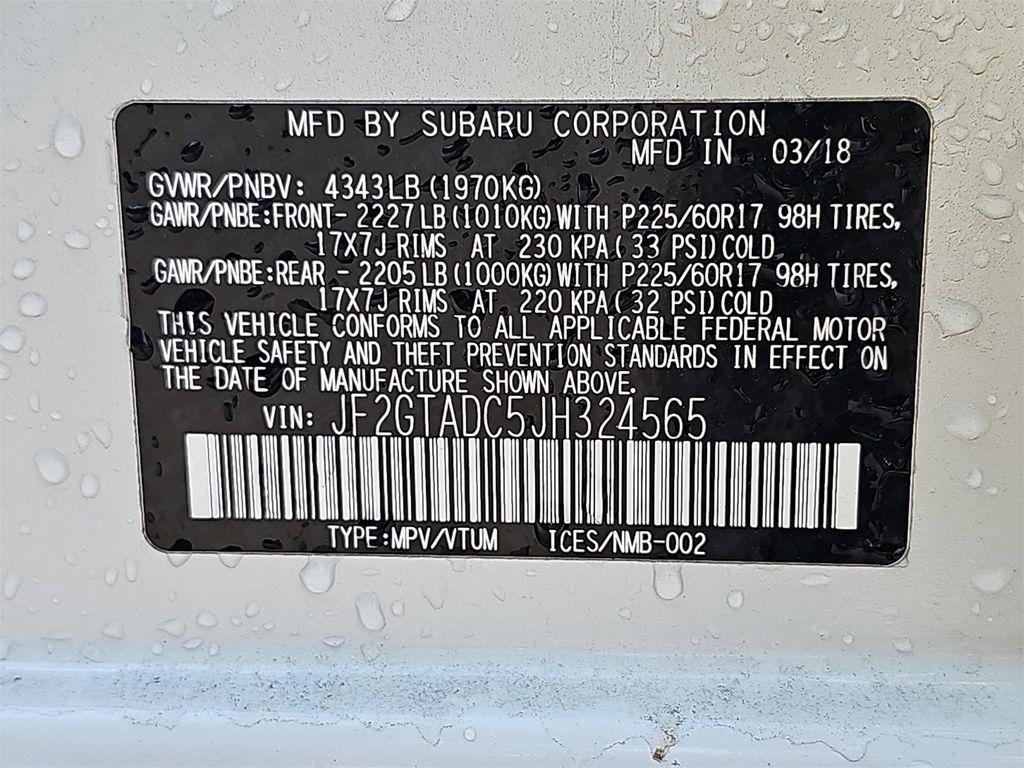 MFD BY SUBARU CORPORATION
MFD IN 03/18
GVWR/PNBV: 4343LB(1970KG)
GAWR/PNBE:FRONT- 2227LB(1010KG)WITH P225/60R17 98H TIRES,
17X7J RIMS AT 230 KPA( 33 PSI)COLD
GAWR/PNBE:REAR - 2205LB(1000KG)WITH P225/60R17 98H TIRES,
17X7J RIMS AT 220 KPA( 32 PSI)COLD
THIS VEHICLE CONFORMS TO ALL APPLICABLE FEDERAL MOTOR
VEHICLE SAFETY AND THEFT PREVENTION STANDARDS IN EFFECT ON
THE DATE OF MANUFACTURE SHOWN ABOVE.
VIN: JF2GTADC5JH324565
TYPE:MPV/VTUM ICES/NMB-002